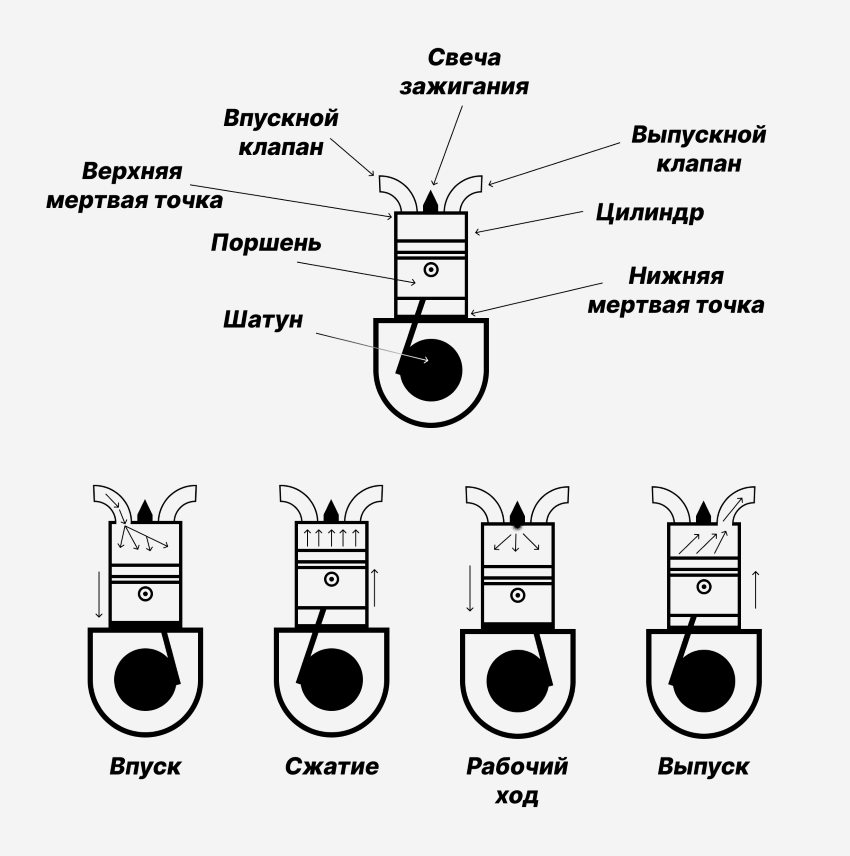 Свеча
зажигания
Впускной
клапан
Выпускной
клапан
Верхняя
мертвая точка
Цилиндр
Поршень
Нижняя
мертвая точка
Шатун
Впуск
Сжатие
Рабочий
ход
Выпуск